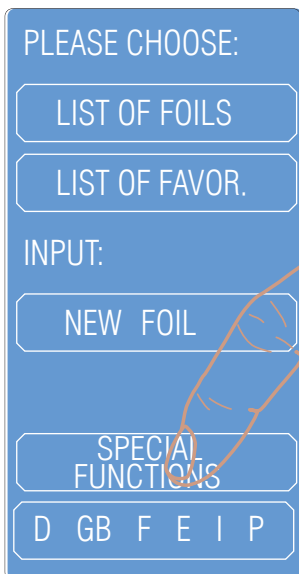 PLEASE CHOOSE:
LIST OF FOILS
LIST OF FAVOR.
INPUT:
NEW FOIL
SPECIAL
FUNCTIONS
D GB F E I P